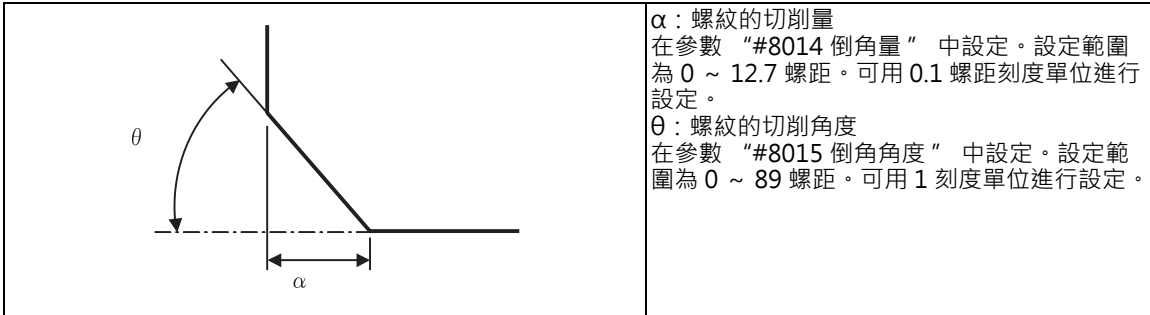 θ
α
α：螺紋的切削量
在參數 “#8014 倒角量 ” 中設定。設定範圍
為 0 ~ 12.7 螺距。可用 0.1 螺距刻度單位進行
設定。
θ：螺紋的切削角度
在參數 “#8015 倒角角度 ” 中設定。設定範
圍為 0 ~ 89 螺距。可用 1 刻度單位進行設定。